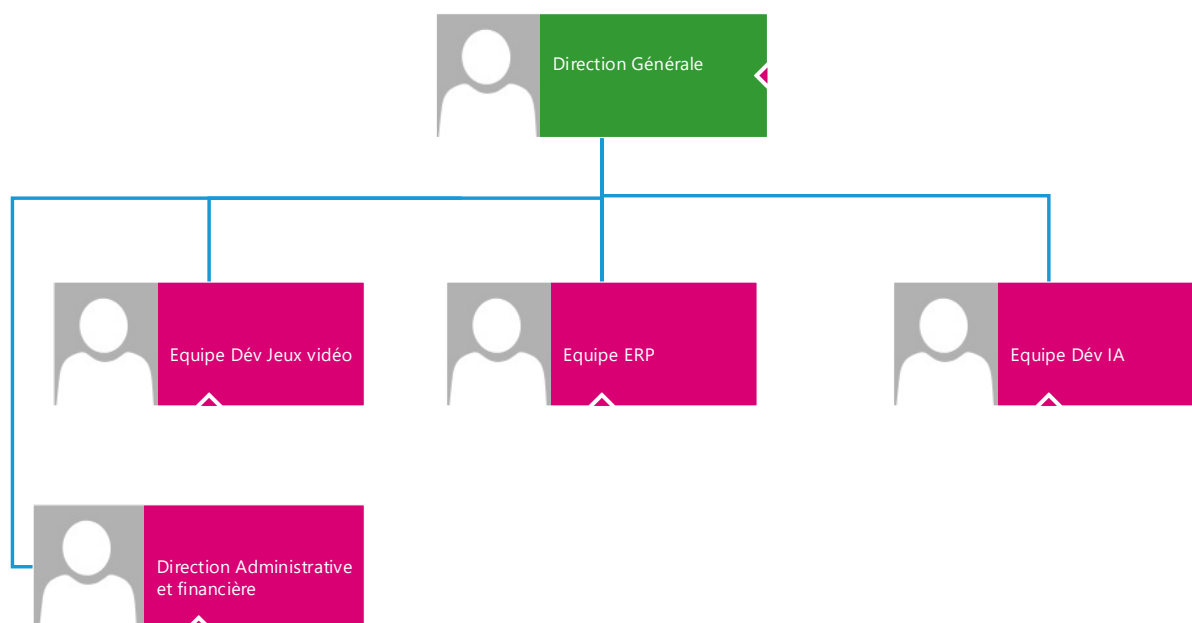 Direction Générale
Equipe Dév Jeux vidéo
Equipe ERP
Equipe Dév IA
Direction Administrative
et financière